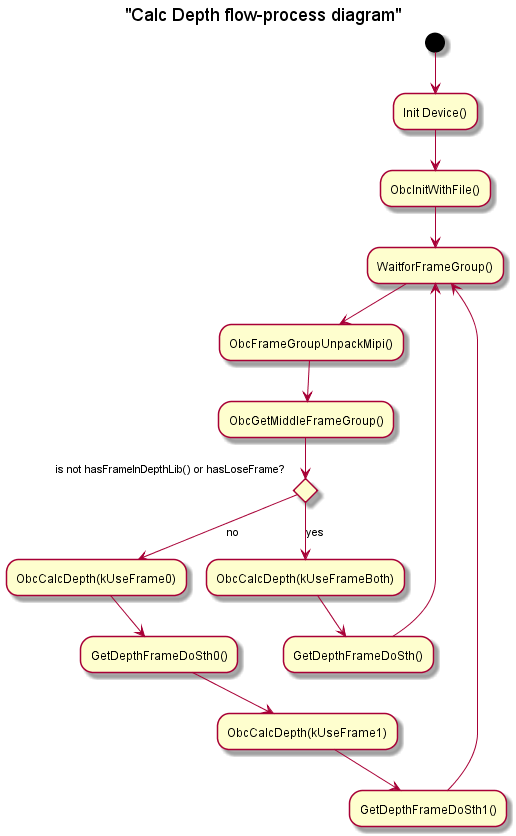 "Calc Depth flow-process diagram"
Init Device()
ObcInitWithFile()
WaitforFrameGroup()
ObcFrameGroupUnpackMipi()
ObcGetMiddleFrameGroup()
is not hasFrameInDepthLib() or hasLoseFrame?
no
yes
ObcCalcDepth(kUseFrame0)
ObcCalcDepth(kUseFrameBoth)
GetDepthFrameDoSth0()
GetDepthFrameDoSth()
ObcCalcDepth(kUseFrame1)
GetDepthFrameDoSth1()